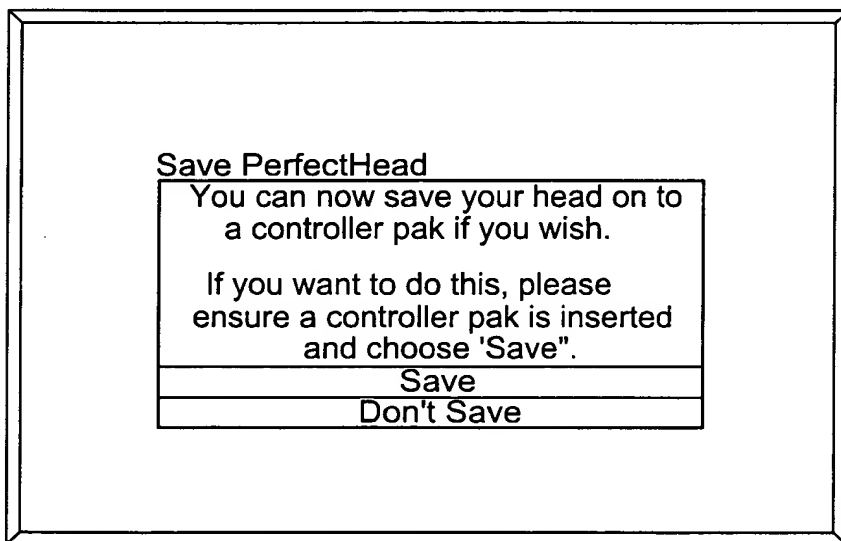 Save PerfectHead
You can now save your head on to
a controller pak if you wish.
If you want to do this, please
ensure a controller pak is inserted
and choose 'Save".
Save
Don't Save